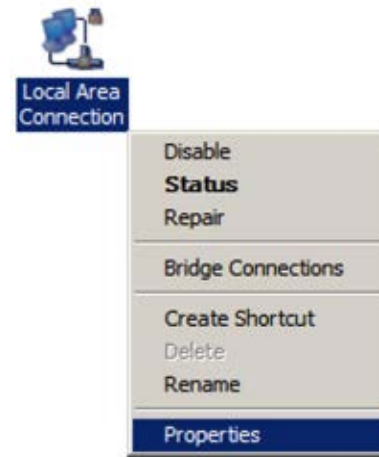 Local Area
Connection
Disable
Status
Repair
Bridge Connections
Create Shortcut
Delete
Rename
Properties